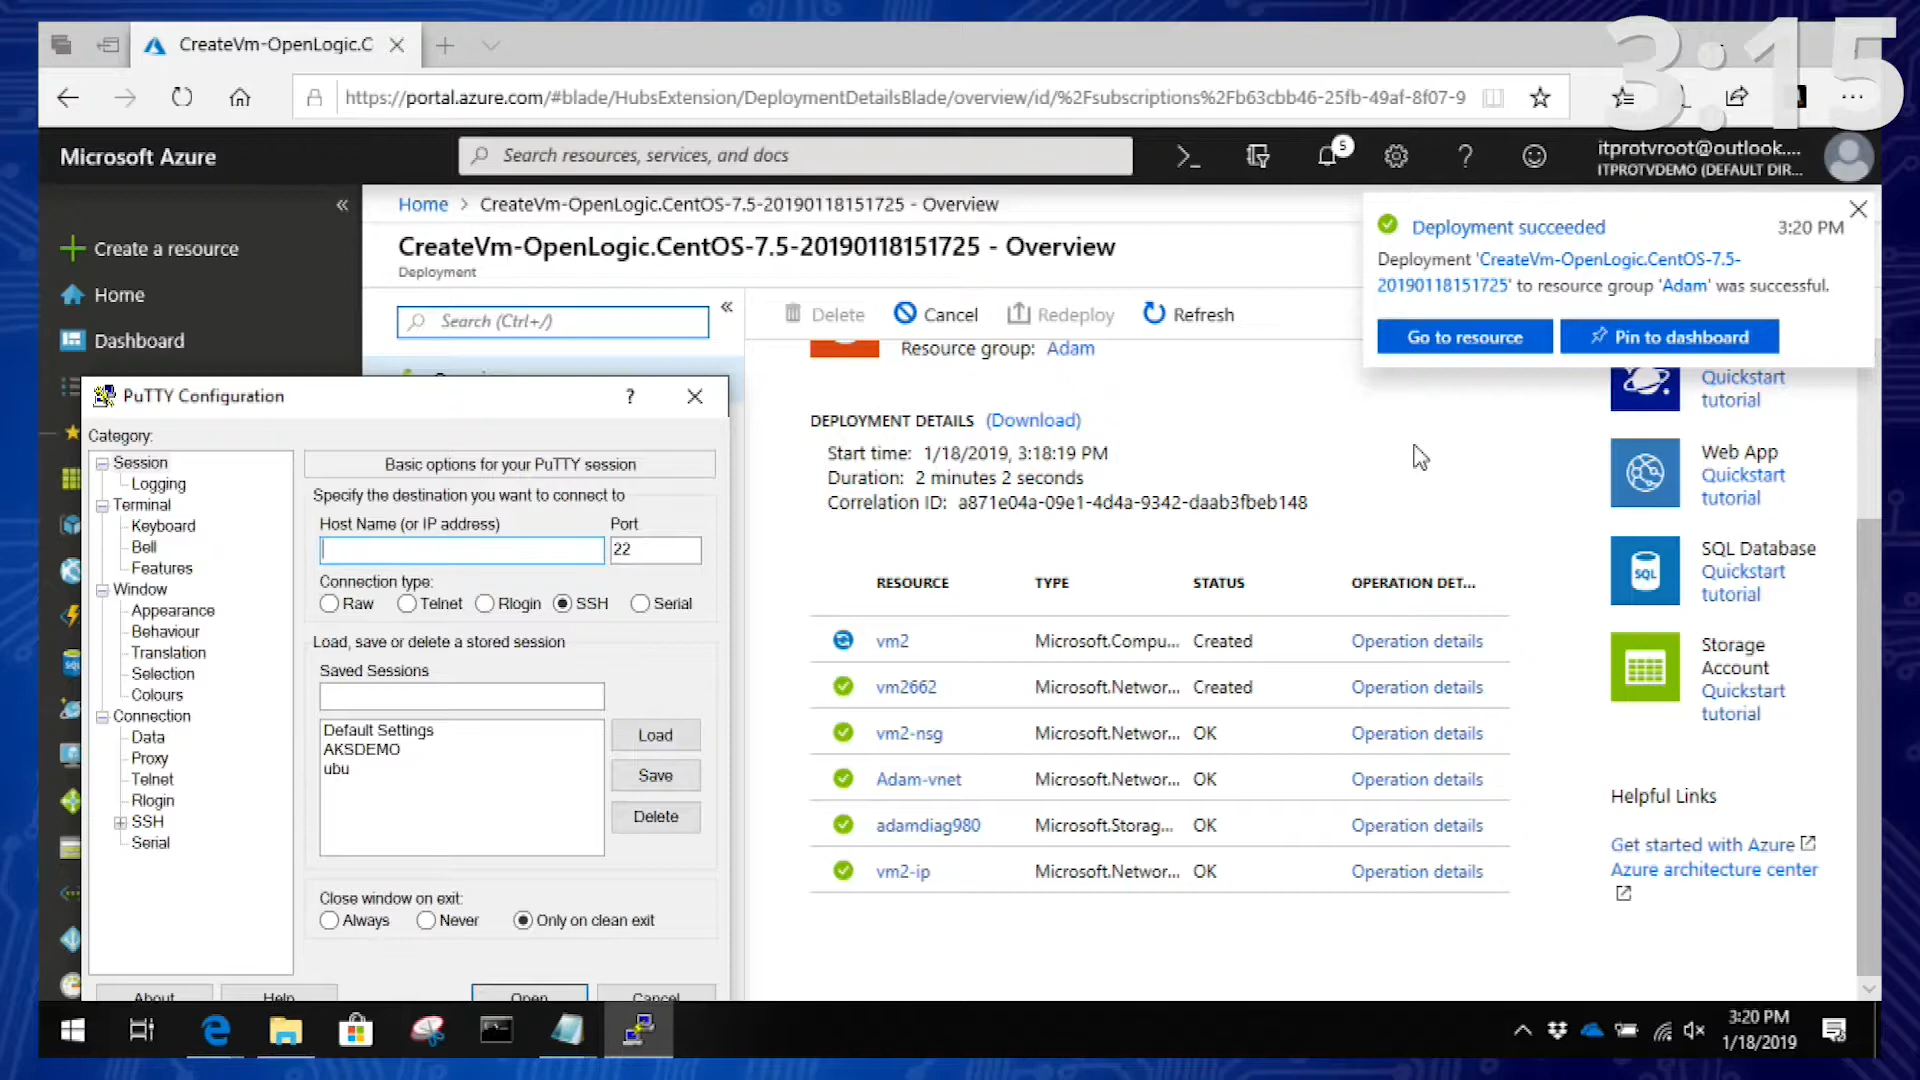 3:15
CreateVm-OpenLogic.C
https://portal.azure.com/#blade/HubsExtension/DeploymentDetailsBlade/overview/id/%2Fsubscriptions%2Fb63cbb46-25fb-49af-8f07-9
Microsoft Azure
Search resources, services, and docs
5
itprotvroot@outlook....
ITPROTVDEMO (DEFAULT DIR...
Create a resource
Home
Dashboard
Home > CreateVm-OpenLogic.CentOS-7.5-20190118151725 - Overview
CreateVm-OpenLogic.CentOS-7.5-20190118151725 - Overview
Deployment
Search (Ctrl+/)
Delete
Cancel
Redeploy
Refresh
Resource group: Adam
Deployment succeeded 3:20 PM
Deployment 'CreateVm-OpenLogic.CentOS-7.5-
20190118151725' to resource group 'Adam' was successful.
Go to resource
Pin to dashboard
DEPLOYMENT DETAILS (Download)
Start time: 1/18/2019, 3:18:19 PM
Duration: 2 minutes 2 seconds
Correlation ID: a871e04a-09e1-4d4a-9342-daab3fbeb148
RESOURCE TYPE STATUS OPERATION DET...
vm2 Microsoft.Compu... Created Operation details
vm2662 Microsoft.Networ... Created Operation details
vm2-nsg Microsoft.Networ... OK Operation details
Adam-vnet Microsoft.Networ... OK Operation details
adamdiag980 Microsoft.Storag... OK Operation details
vm2-ip Microsoft.Networ... OK Operation details
Quickstart
tutorial
Web App
Quickstart
tutorial
SQL
SQL Database
Quickstart
tutorial
Storage
Account
Quickstart
tutorial
Helpful Links
Get started with Azure
Azure architecture center
PuTTY Configuration ?
Category:
Session
Logging
Terminal
Keyboard
Bell
Features
Window
Appearance
Behaviour
Translation
Selection
Colours
Connection
Data
Proxy
Telnet
Rlogin
SSH
Serial
Basic options for your PuTTY session
Specify the destination you want to connect to
Host Name (or IP address) Port
22
Connection type:
Raw Telnet Rlogin SSH Serial
Load, save or delete a stored session
Saved Sessions
Default Settings
AKSDEMO
ubu
Load
Save
Delete
Close window on exit:
Always Never Only on clean exit
About
Help
Open
Cancel
3:20 PM
1/18/2019